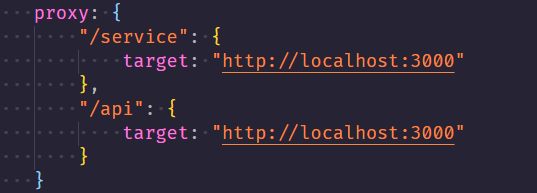 proxy: {
"/service": {
target: "http://localhost:3000"
},
"/api": {
target: "http://localhost:3000"
}
}